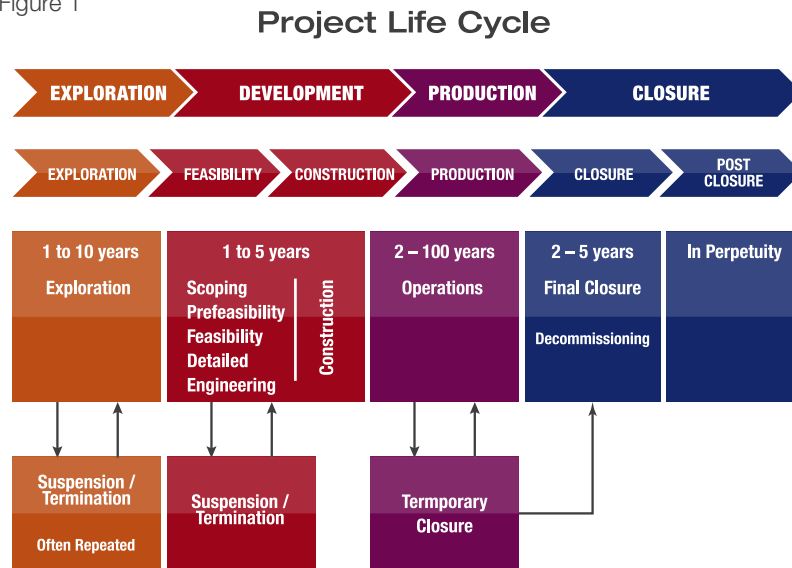 Figure 1
Project Life Cycle
EXPLORATION
DEVELOPMENT
PRODUCTION
CLOSURE
EXPLORATION
FEASIBILITY
CONSTRUCTION
PRODUCTION
CLOSURE
POST
CLOSURE
1 to 10 years
Exploration
1 to 5 years
Scoping
Prefeasibility
Feasibility
Detailed
Engineering
Construction
2 – 100 years
Operations
2 – 5 years
Final Closure
Decommissioning
In Perpetuity
Suspension /
Termination
Often Repeated
Suspension /
Termination
Termporary
Closure